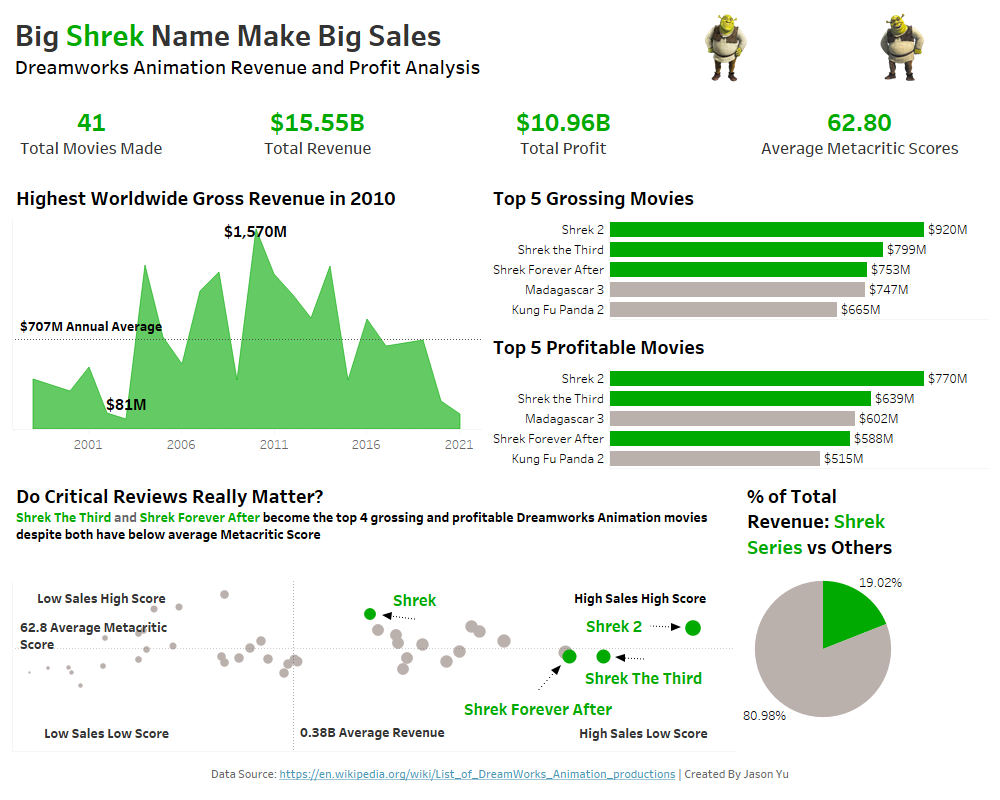 Big Shrek Name Make Big Sales
Dreamworks Animation Revenue and Profit Analysis
41
Total Movies Made
$15.55B
Total Revenue
$10.96B
Total Profit
62.80
Average Metacritic Scores
Highest Worldwide Gross Revenue in 2010
$1,570M
$707M Annual Average
$81M
2001
2006
2011
2016
2021
Top 5 Grossing Movies
Shrek 2 $920M
Shrek the Third $799M
Shrek Forever After $753M
Madagascar 3 $747M
Kung Fu Panda 2 $665M
Top 5 Profitable Movies
Shrek 2 $770M
Shrek the Third $639M
Madagascar 3 $602M
Shrek Forever After $588M
Kung Fu Panda 2 $515M
Do Critical Reviews Really Matter?
Shrek The Third and Shrek Forever After become the top 4 grossing and profitable Dreamworks Animation movies
despite both have below average Metacritic Score
Low Sales High Score
Shrek
High Sales High Score
62.8 Average Metacritic
Score
Shrek 2
Shrek The Third
Shrek Forever After
Low Sales Low Score
0.38B Average Revenue
High Sales Low Score
% of Total
Revenue: Shrek
Series vs Others
19.02%
80.98%
Data Source: https://en.wikipedia.org/wiki/List_of_DreamWorks_Animation_productions | Created By Jason Yu